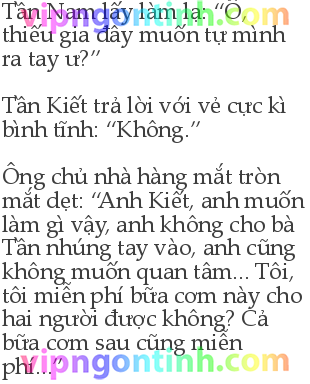 Tần Nam lấy làm lạ: “Ồ,
thiếu gia đây muốn tự mình
ra tay ư?”
Tần Kiết trả lời với vẻ cực kì
bình tĩnh: “Không.”
Ông chủ nhà hàng mắt tròn
mắt dẹt: “Anh Kiết, anh muốn
làm gì vậy, anh không cho bà
Tần nhúng tay vào, anh cũng
không muốn quan tâm... Tôi,
tôi miễn phí bữa cơm này cho
hai người được không? Cả
bữa cơm sau cũng miễn
phí...”
vipngontinh.com
vipngontinh.com